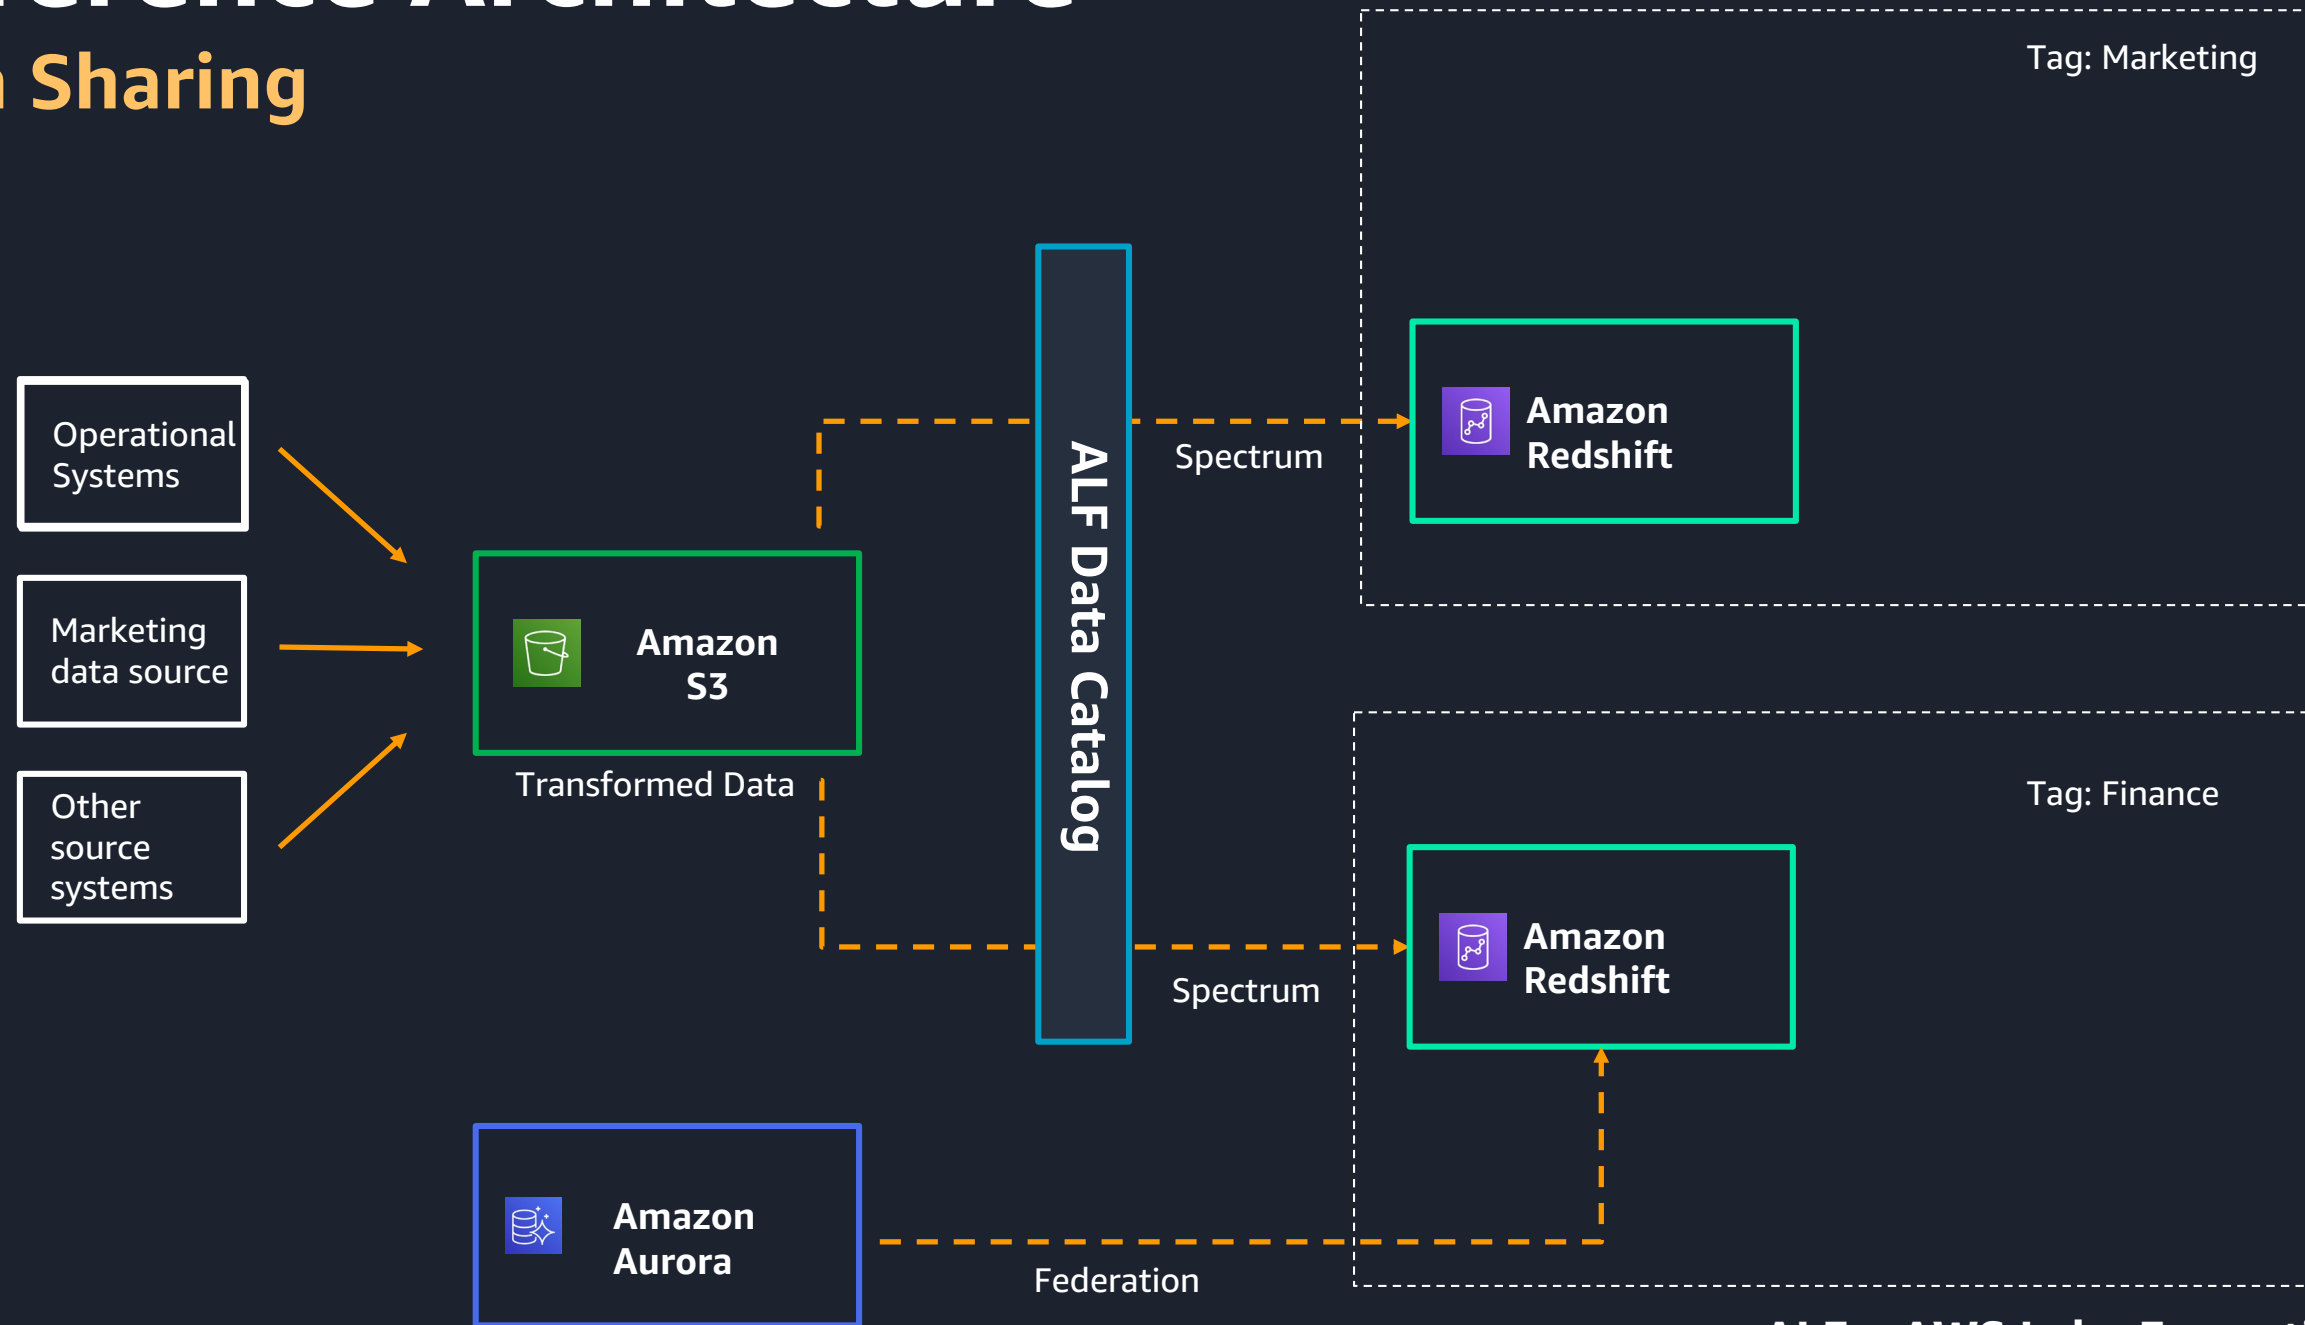 Sharing
Tag: Marketing
Operational
Systems
Marketing
data source
Other
source
systems
Amazon
S3
Transformed Data
ALF Data Catalog
Spectrum
Amazon
Redshift
Tag: Finance
Spectrum
Amazon
Redshift
Amazon
Aurora
Federation